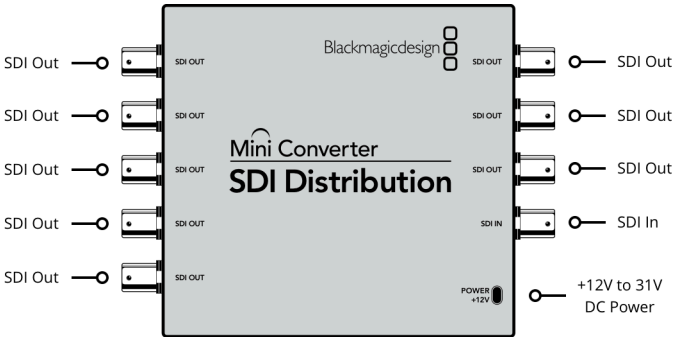 Blackmagicdesign
SDI Out SDI OUT SDI OUT SDI Out
SDI Out SDI OUT SDI OUT SDI Out
Mini Converter
SDI Out SDI OUT SDI OUT SDI Out
SDI Distribution
SDI Out SDI OUT SDI IN SDI In
SDI Out SDI OUT
POWER
+12V
+12V to 31V
DC Power